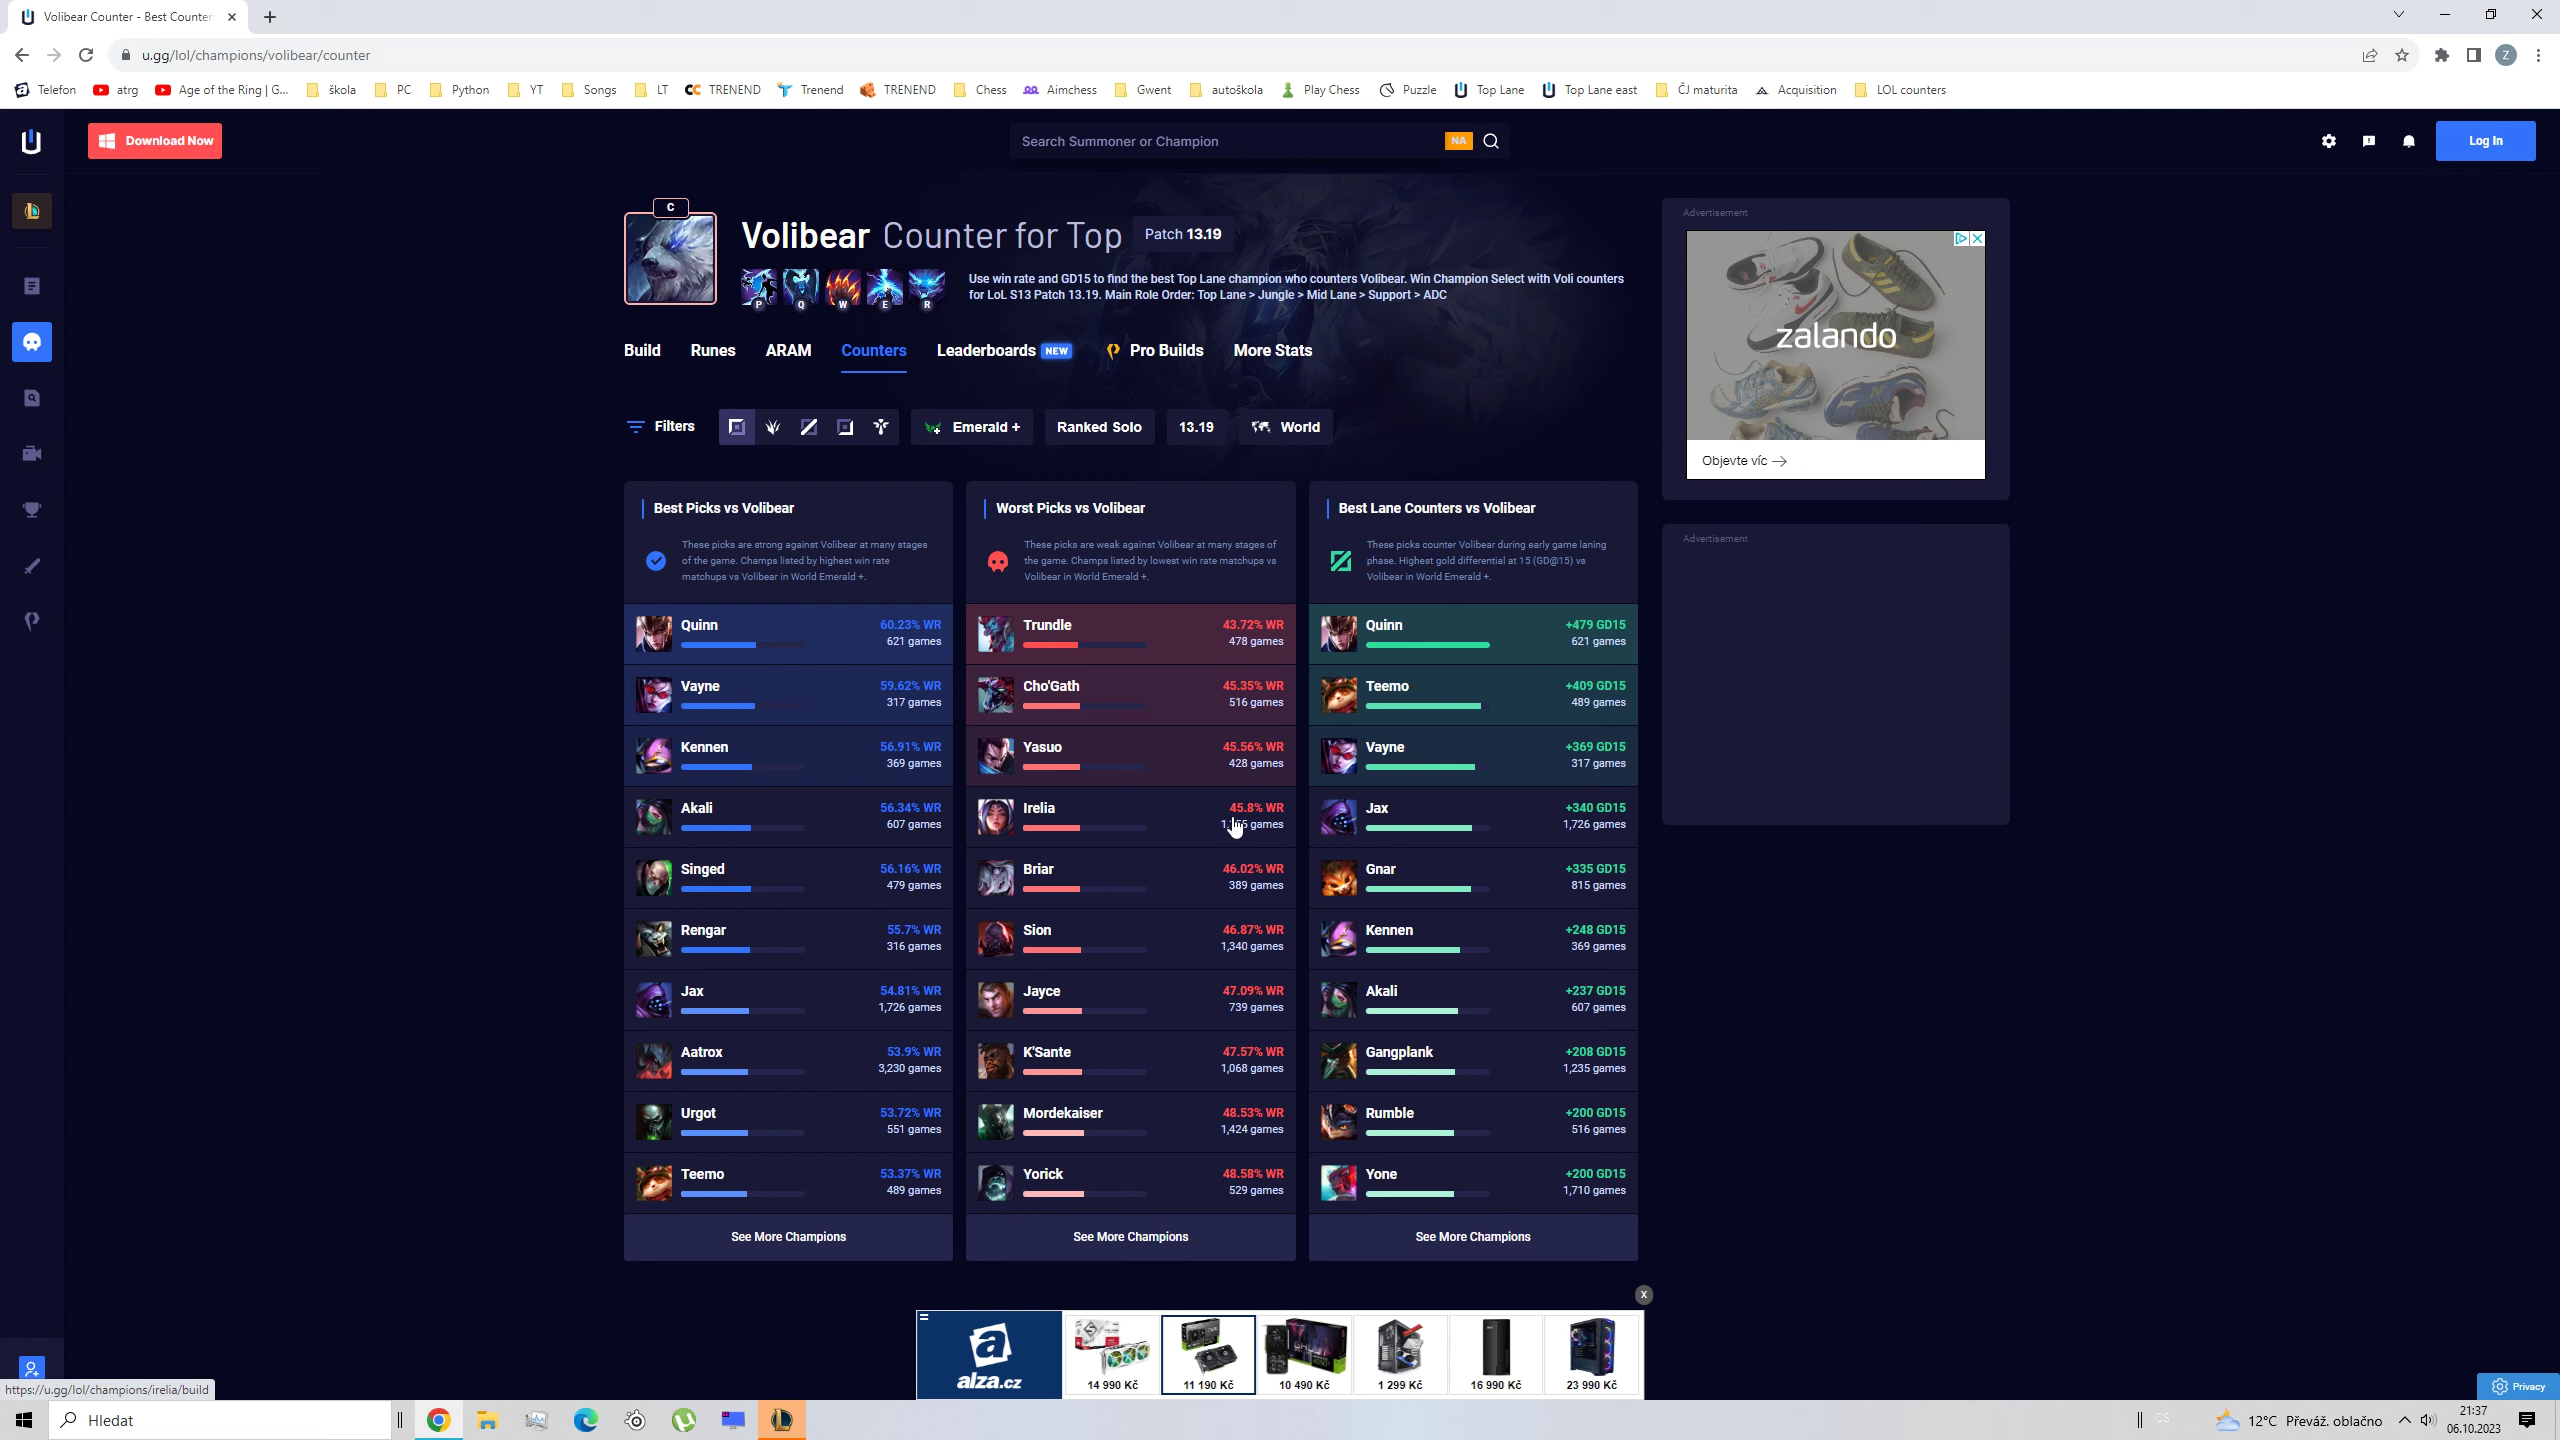 Volibear Counter - Best Counter
u.gg/lol/champions/volibear/counter
Z
Telefon
atrg
Age of the Ring | G...
škola
PC
Python
YT
Songs
LT
TRENEND
Trenend
TRENEND
Chess
Aimchess
Gwent
autoškola
Play Chess
Puzzle
Top Lane
Top Lane east
ČJ maturita
Acquisition
LOL counters
Download Now
Search Summoner or Champion
NA
Log In
C
Volibear Counter for Top
Patch 13.19
P
Q
W
E
R
Use win rate and GD15 to find the best Top Lane champion who counters Volibear. Win Champion Select with Voli counters
for LoL S13 Patch 13.19. Main Role Order: Top Lane > Jungle > Mid Lane > Support > ADC
Build
Runes
ARAM
Counters
Leaderboards NEW
Pro Builds
More Stats
Filters
Emerald +
Ranked Solo
13.19
World
Best Picks vs Volibear
These picks are strong against Volibear at many stages
of the game. Champs listed by highest win rate
matchups vs Volibear in World Emerald +.
Quinn 60.23% WR
621 games
Vayne 59.62% WR
317 games
Kennen 56.91% WR
369 games
Akali 56.34% WR
607 games
Singed 56.16% WR
479 games
Rengar 55.7% WR
316 games
Jax 54.81% WR
1,726 games
Aatrox 53.9% WR
3,230 games
Urgot 53.72% WR
551 games
Teemo 53.37% WR
489 games
See More Champions
Worst Picks vs Volibear
These picks are weak against Volibear at many stages of
the game. Champs listed by lowest win rate matchups vs
Volibear in World Emerald +.
Trundle 43.72% WR
478 games
Cho'Gath 45.35% WR
516 games
Yasuo 45.56% WR
428 games
Irelia 45.8% WR
games
Briar 46.02% WR
389 games
Sion 46.87% WR
1,340 games
Jayce 47.09% WR
739 games
K'Sante 47.57% WR
1,068 games
Mordekaiser 48.53% WR
1,424 games
Yorick 48.58% WR
529 games
See More Champions
Best Lane Counters vs Volibear
These picks counter Volibear during early game laning
phase. Highest gold differential at 15 (GD@15) vs
Volibear in World Emerald +.
Quinn +479 GD15
621 games
Teemo +409 GD15
489 games
Vayne +369 GD15
317 games
Jax +340 GD15
1,726 games
Gnar +335 GD15
815 games
Kennen +248 GD15
369 games
Akali +237 GD15
607 games
Gangplank +208 GD15
1,235 games
Rumble +200 GD15
516 games
Yone +200 GD15
1,710 games
See More Champions
Advertisement
zalando
Objevte víc →
Advertisement
x
a
alza.cz
14 990 Kč
11 190 Kč
10 490 Kč
1 299 Kč
16 990 Kč
23 990 Kč
Privacy
https://u.gg/lol/champions/irelia/build
Hledat
CS
12°C Převáž. oblačno
21:37
06.10.2023